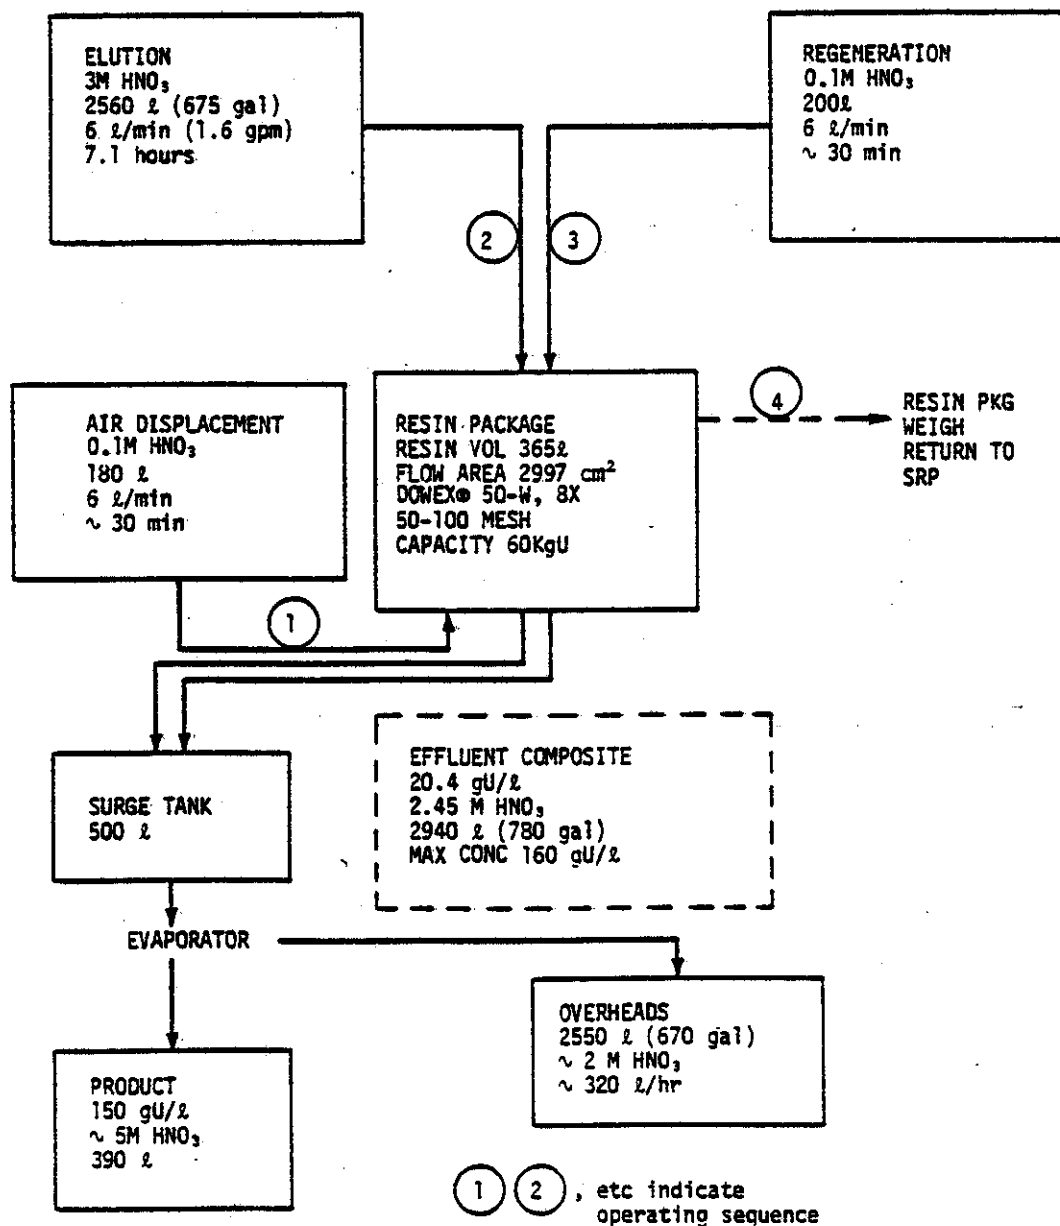 ELUTION
3M HNO₃
2560 ℓ (675 gal)
6 ℓ/min (1.6 gpm)
7.1 hours
REGEMERATION
0.1M HNO₃
200ℓ
6 ℓ/min
~ 30 min
2
3
AIR DISPLACEMENT
0.1M HNO₃
180 ℓ
6 ℓ/min
~ 30 min
RESIN PACKAGE
RESIN VOL 365ℓ
FLOW AREA 2997 cm²
DOWEX® 50-W, 8X
50-100 MESH
CAPACITY 60KgU
4
RESIN PKG
WEIGH
RETURN TO
SRP
1
SURGE TANK
500 ℓ
EFFLUENT COMPOSITE
20.4 gU/ℓ
2.45 M HNO₃
2940 ℓ (780 gal)
MAX CONC 160 gU/ℓ
EVAPORATOR
OVERHEADS
2550 ℓ (670 gal)
~ 2 M HNO₃
~ 320 ℓ/hr
PRODUCT
150 gU/ℓ
~ 5M HNO₃
390 ℓ
1 2 , etc indicate
operating sequence